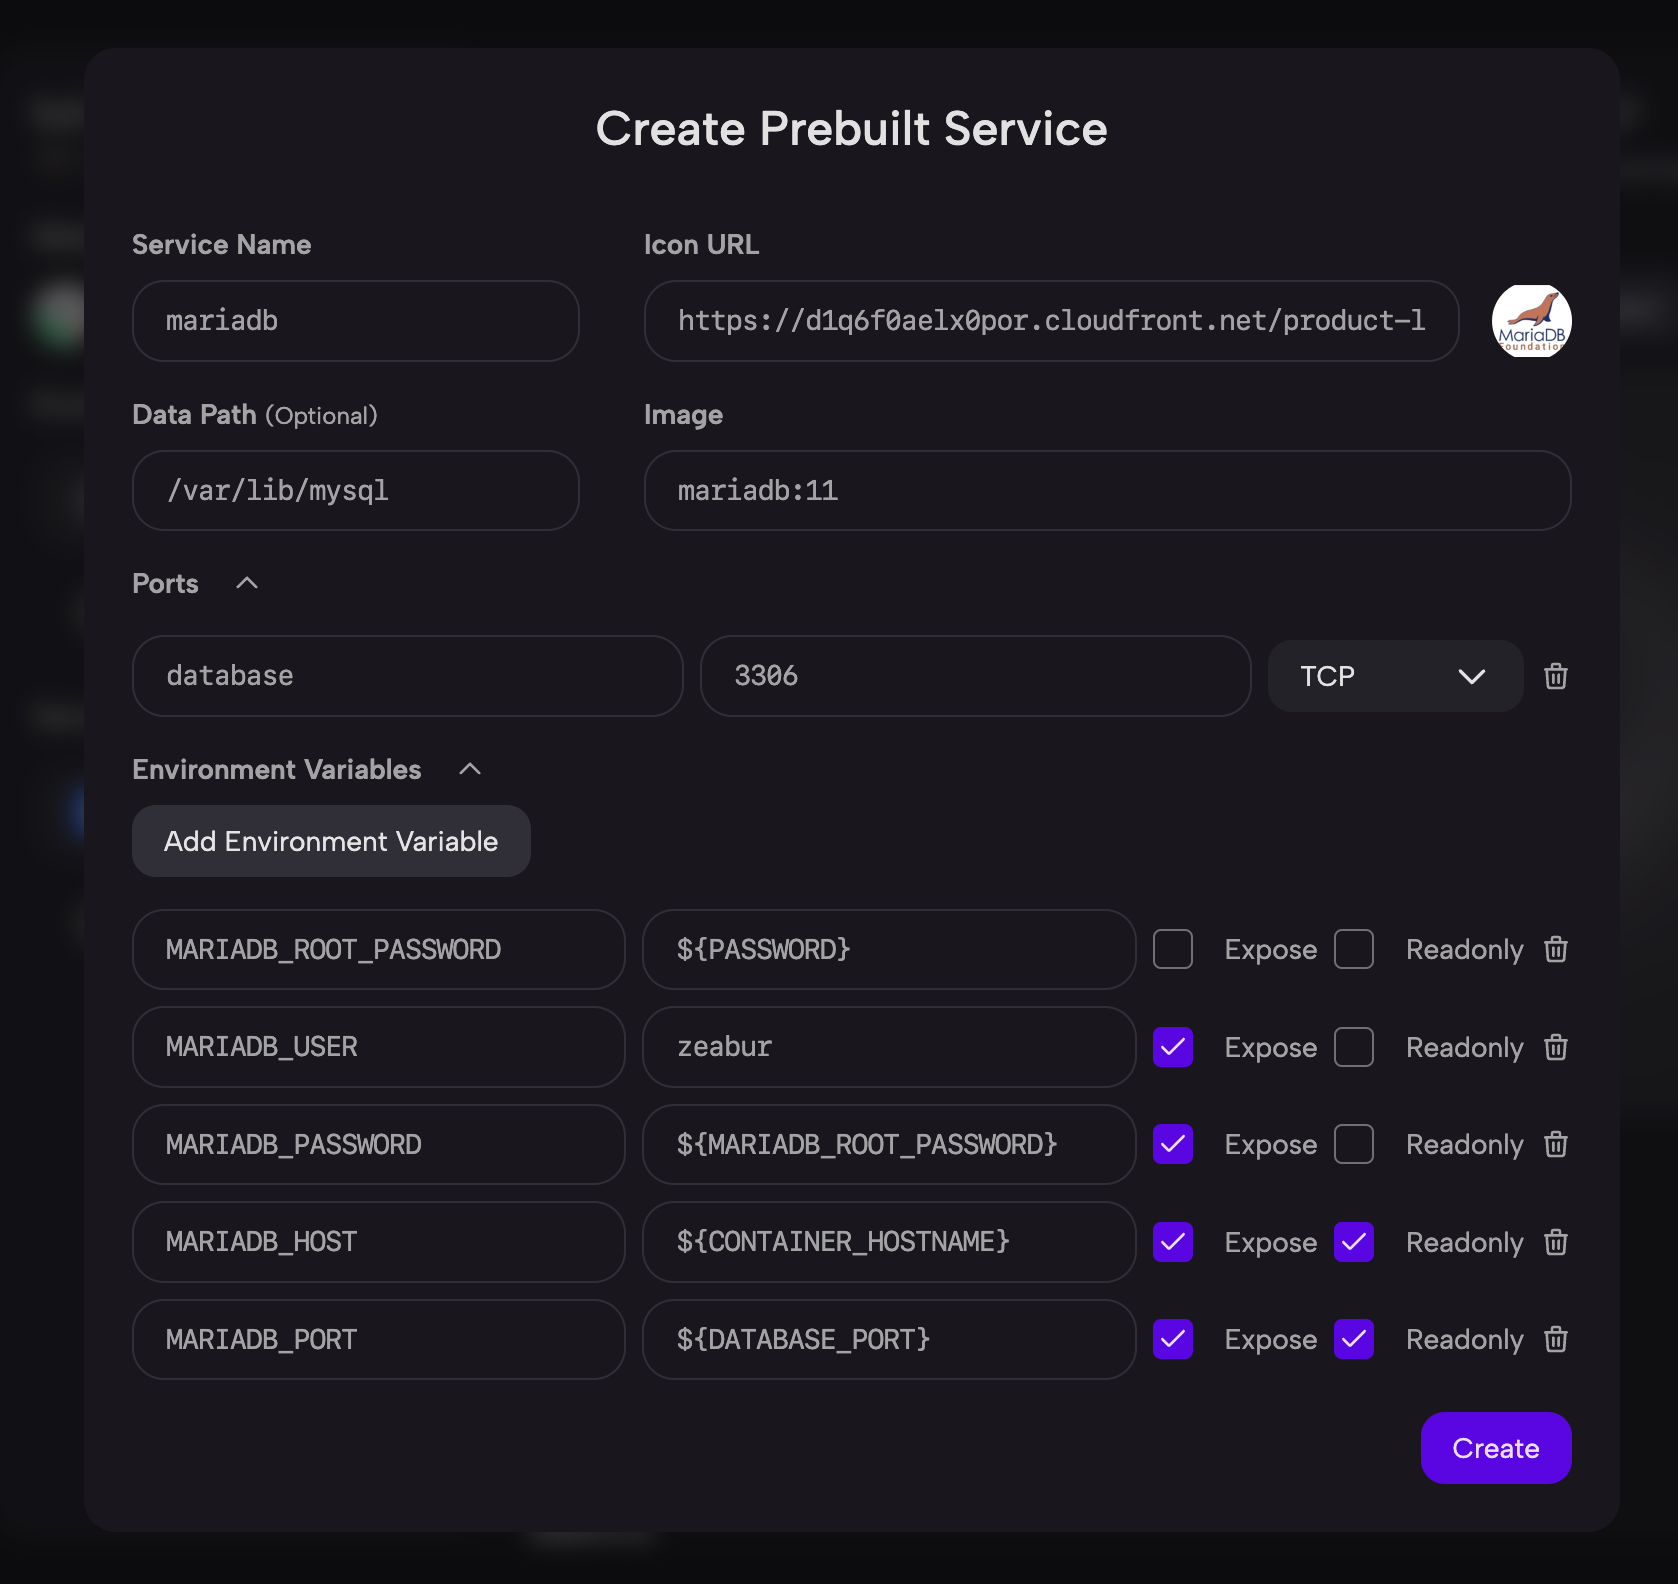 Create Prebuilt Service
Service Name
Icon URL
mariadb
https://d1q6f0aelx0por.cloudfront.net/product-l
MariaDB
Foundation
Data Path (Optional)
Image
/var/lib/mysql
mariadb:11
Ports
database
3306
TCP
Environment Variables
Add Environment Variable
MARIADB_ROOT_PASSWORD
${PASSWORD}
Expose
Readonly
MARIADB_USER
zeabur
Expose
Readonly
MARIADB_PASSWORD
${MARIADB_ROOT_PASSWORD}
Expose
Readonly
MARIADB_HOST
${CONTAINER_HOSTNAME}
Expose
Readonly
MARIADB_PORT
${DATABASE_PORT}
Expose
Readonly
Create